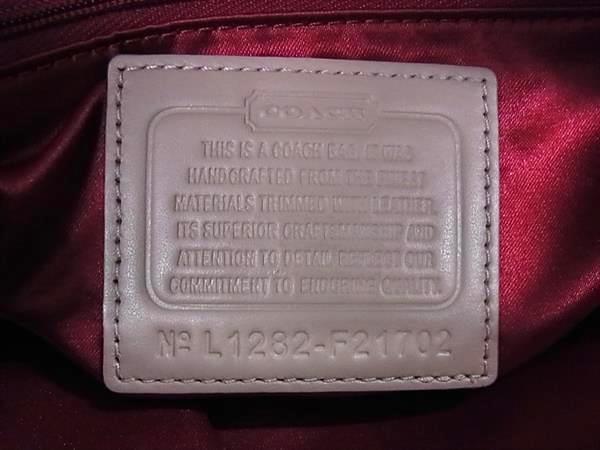 COACH
THIS IS A COACH BAG. IT WAS
HANDCRAFTED FROM THE FINEST
MATERIALS TRIMMED WITH LEATHER.
ITS SUPERIOR CRAFTSMANSHIP AND
ATTENTION TO DETAIL REFLECT OUR
COMMITMENT TO ENDURING QUALITY.
Nº L1282-F21702